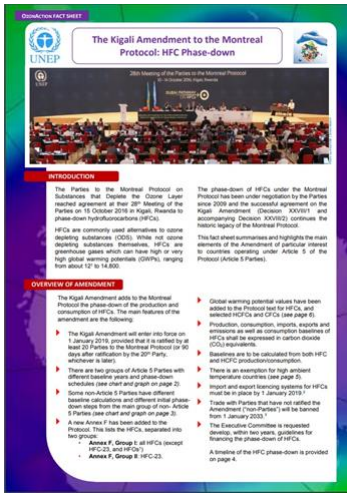 OZONACTION FACT SHEET
The Kigali Amendment to the Montreal
Protocol: HFC Phase-down
UNEP
28th Meeting of the Parties to the Montreal Protocol
INTRODUCTION
The Parties to the Montreal Protocol on
Substances that Deplete the Ozone Layer
reached agreement at their 28th Meeting of the
Parties on 15 October 2016 in Kigali, Rwanda to
phase-down hydrofluorocarbons (HFCs).
HFCs are commonly used alternatives to ozone
depleting substances (ODS). While not ozone
depleting substances themselves, HFCs are
greenhouse gases which can have high or very
high global warming potentials (GWPs), ranging
from about 12¹ to 14,800.
The phase-down of HFCs under the Montreal
Protocol has been under negotiation by the Parties
since 2009 and the successful agreement on the
Kigali Amendment (Decision XXVIII/1 and
accompanying Decision XXVIII/2) continues the
historic legacy of the Montreal Protocol.
This fact sheet summarises and highlights the main
elements of the Amendment of particular interest
to countries operating under Article 5 of the
Protocol (Article 5 Parties).
OVERVIEW OF AMENDMENT
The Kigali Amendment adds to the Montreal
Protocol the phase-down of the production and
consumption of HFCs. The main features of the
amendment are the following:
The Kigali Amendment will enter into force on
1 January 2019, provided that it is ratified by at
least 20 Parties to the Montreal Protocol (or 90
days after ratification by the 20th Party,
whichever is later).
There are two groups of Article 5 Parties with
different baseline years and phase-down
schedules (see chart and graph on page 2).
Some non-Article 5 Parties have different
baseline calculations and different initial phase-
down steps from the main group of non- Article
5 Parties (see chart and graph on page 3).
A new Annex F has been added to the
Protocol. This lists the HFCs, separated into
two groups:
• Annex F, Group I: all HFCs (except
HFC-23, and HFOs")
• Annex F, Group II: HFC-23.
Global warming potential values have been
added to the Protocol text for HFCs, and
selected HCFCs and CFCs (see page 6).
Production, consumption, imports, exports and
emissions as well as consumption baselines of
HFCs shall be expressed in carbon dioxide
(CO₂) equivalents.
Baselines are to be calculated from both HFC
and HCFC production/consumption.
There is an exemption for high ambient
temperature countries (see page 5).
Import and export licencing systems for HFCs
must be in place by 1 January 2019.²
Trade with Parties that have not ratified the
Amendment ("non-Parties") will be banned
from 1 January 2033.³
The Executive Committee is requested
develop, within two years, guidelines for
financing the phase-down of HFCs.
A timeline of the HFC phase-down is provided
on page 4.